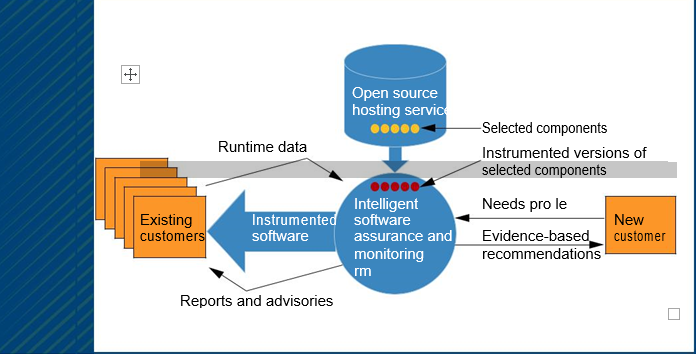 Open source
hosting service
Selected components
Runtime data
Instrumented versions of
selected components
Existing
customers
Instrumented
software
Intelligent
software
assurance and
monitoring
rm
Needs pro le
New
customer
Evidence-based
recommendations
Reports and advisories